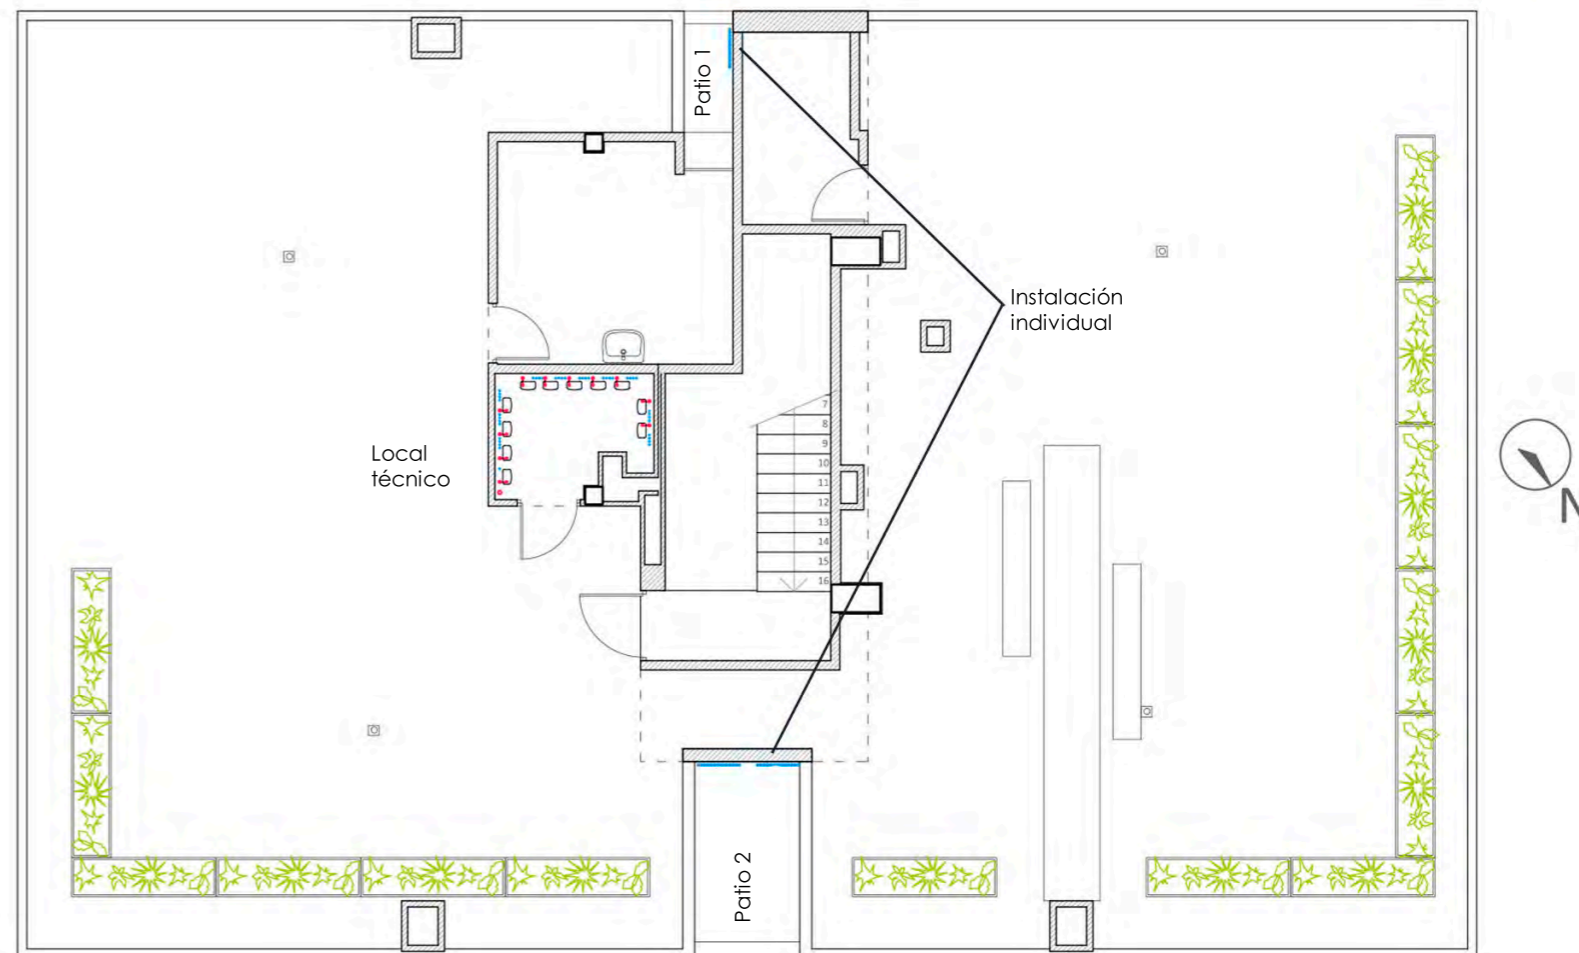 Patio 1
Instalación
individual
7
8
9
10
11
12
13
14
15
16
Local
técnico
N
Patio 2